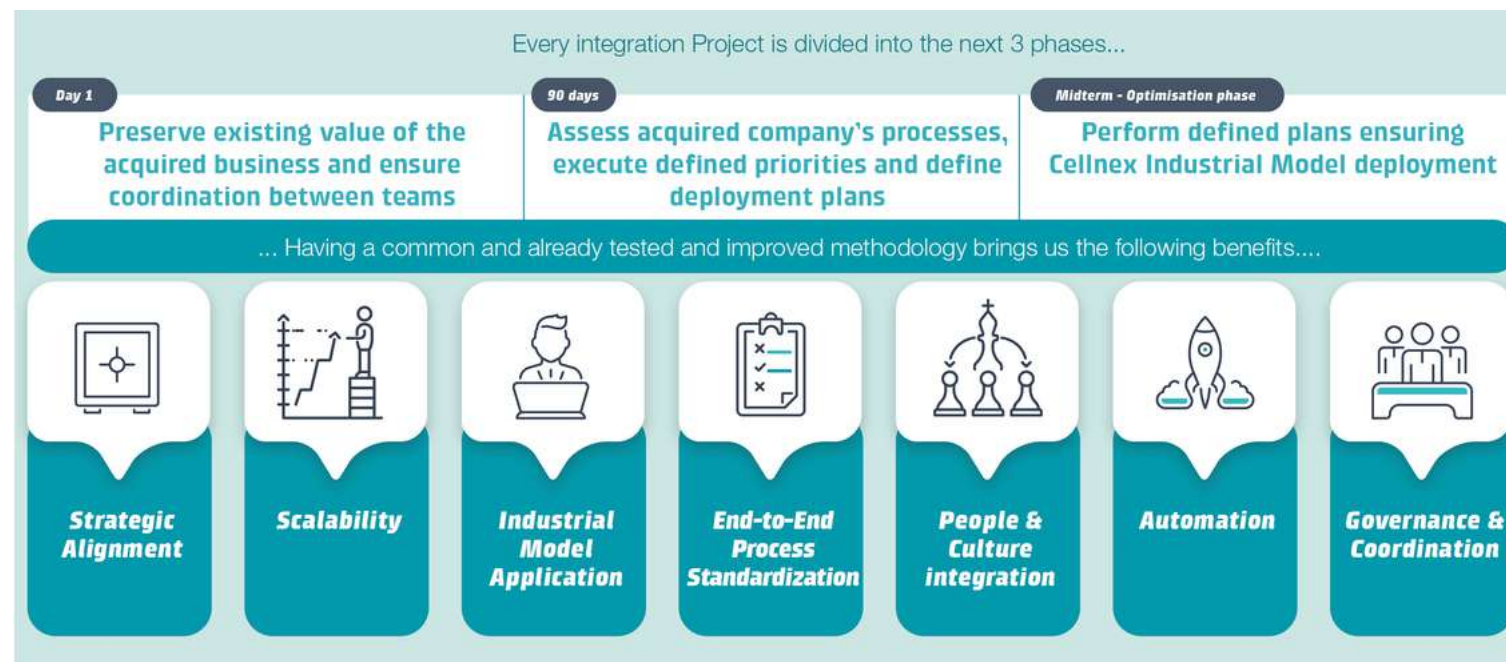 Every integration Project is divided into the next 3 phases...
Day 1
Preserve existing value of the
acquired business and ensure
coordination between teams
90 days
Assess acquired company's processes,
execute defined priorities and define
deployment plans
Midterm - Optimisation phase
Perform defined plans ensuring
Cellnex Industrial Model deployment
... Having a common and already tested and improved methodology brings us the following benefits....
Strategic
Alignment
Scalability
Industrial
Model
Application
End-to-End
Process
Standardization
People &
Culture
integration
Automation
Governance &
Coordination